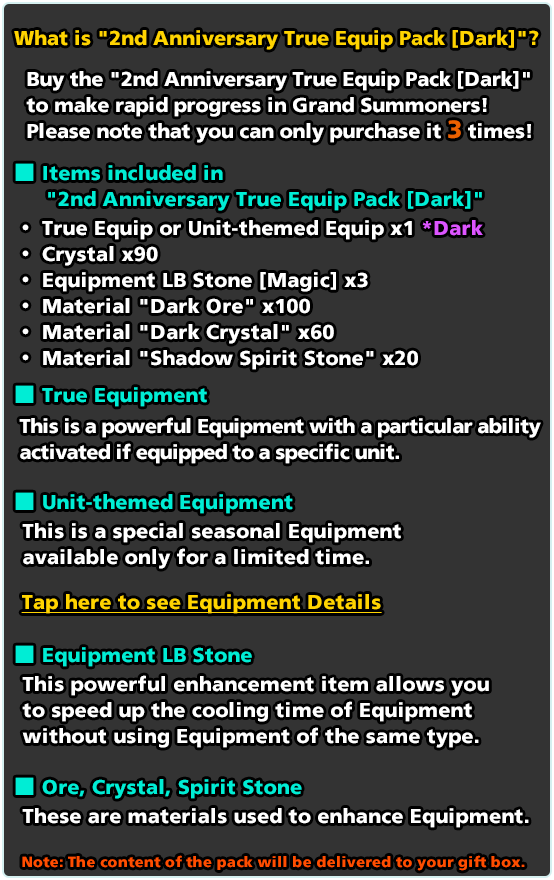 What is "2nd Anniversary True Equip Pack [Dark]"?
Buy the "2nd Anniversary True Equip Pack [Dark]"
to make rapid progress in Grand Summoners!
Please note that you can only purchase it 3 times!
■ Items included in
"2nd Anniversary True Equip Pack [Dark]"
• True Equip or Unit-themed Equip x1 *Dark
• Crystal x90
• Equipment LB Stone [Magic] x3
• Material "Dark Ore" x100
• Material "Dark Crystal" x60
• Material "Shadow Spirit Stone" x20
■ True Equipment
This is a powerful Equipment with a particular ability
activated if equipped to a specific unit.
■ Unit-themed Equipment
This is a special seasonal Equipment
available only for a limited time.
Tap here to see Equipment Details
■ Equipment LB Stone
This powerful enhancement item allows you
to speed up the cooling time of Equipment
without using Equipment of the same type.
■ Ore, Crystal, Spirit Stone
These are materials used to enhance Equipment.
Note: The content of the pack will be delivered to your gift box.